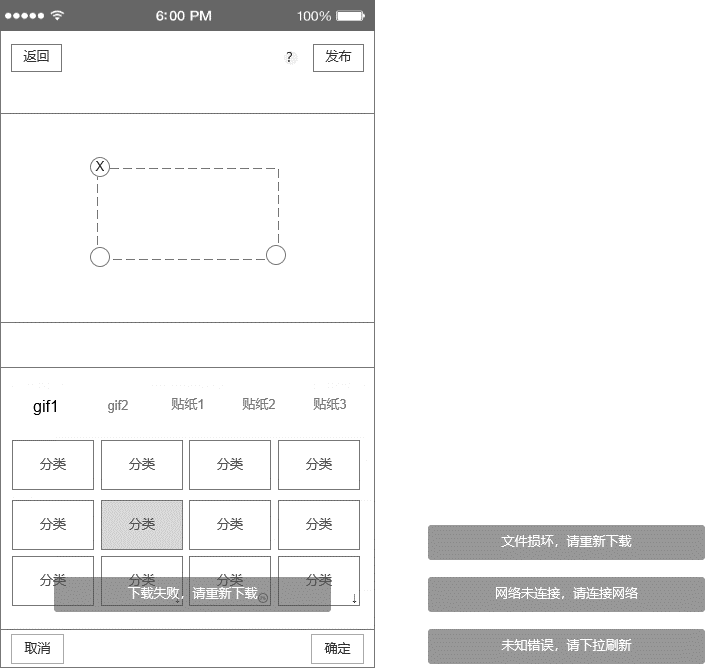 6:00 PM 100%
返回 ? 发布
X
gif1 gif2 贴纸1 贴纸2 贴纸3
分类 分类 分类 分类
分类 分类 分类 分类
分类 分类 分类 分类
下载失败，请重新下载
取消 确定
文件损坏，请重新下载
网络未连接，请连接网络
未知错误，请下拉刷新